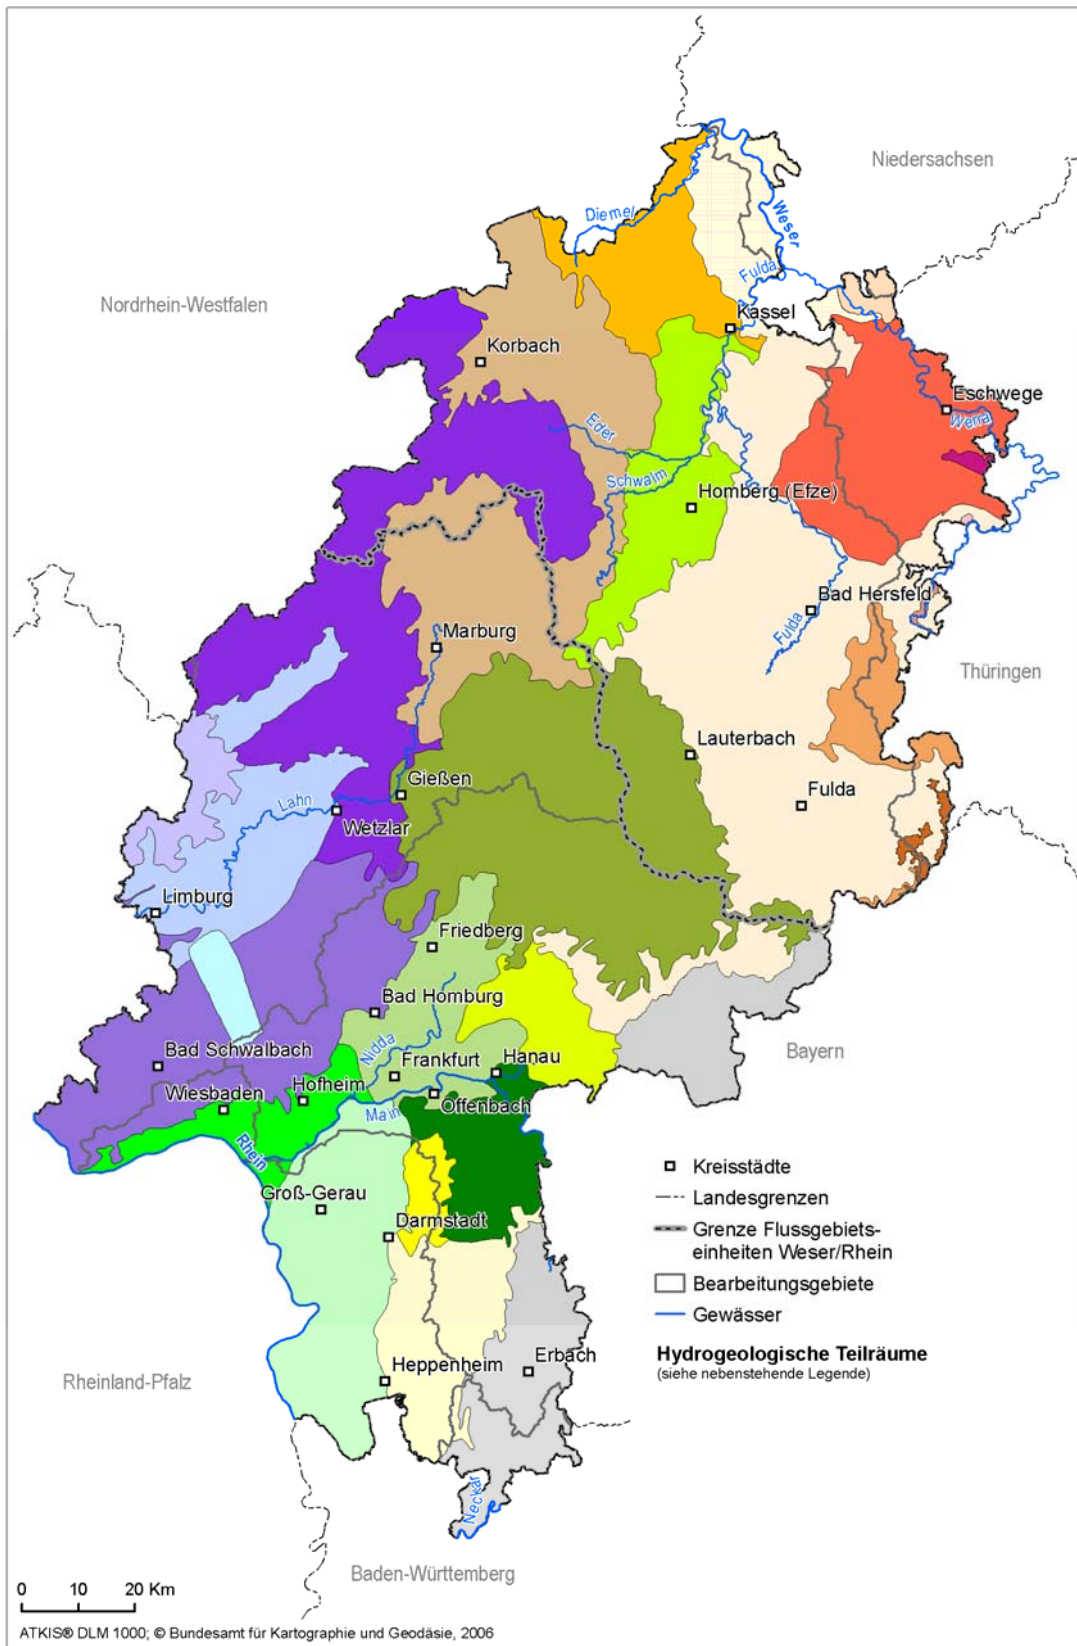 Niedersachsen
Diemel
Weser
Fulda
Nordrhein-Westfalen
Kassel
Korbach
Eschwege
Werra
Eder
Schwalm
Homberg (Efze)
Bad Hersfeld
Fulda
Marburg
Thüringen
Lauterbach
Gießen
Fulda
Lahn
Wetzlar
Limburg
Friedberg
Bad Homburg
Nidda
Bad Schwalbach
Frankfurt
Hanau
Bayern
Wiesbaden
Hofheim
Offenbach
Main
Rhein
Groß-Gerau
Darmstadt
Heppenheim
Erbach
Rheinland-Pfalz
Neckar
Baden-Württemberg
Kreisstädte
Landesgrenzen
Grenze Flussgebiets-
einheiten Weser/Rhein
Bearbeitungsgebiete
Gewässer
Hydrogeologische Teilräume
(siehe nebenstehende Legende)
0 10 20 Km
ATKIS® DLM 1000; © Bundesamt für Kartographie und Geodäsie, 2006